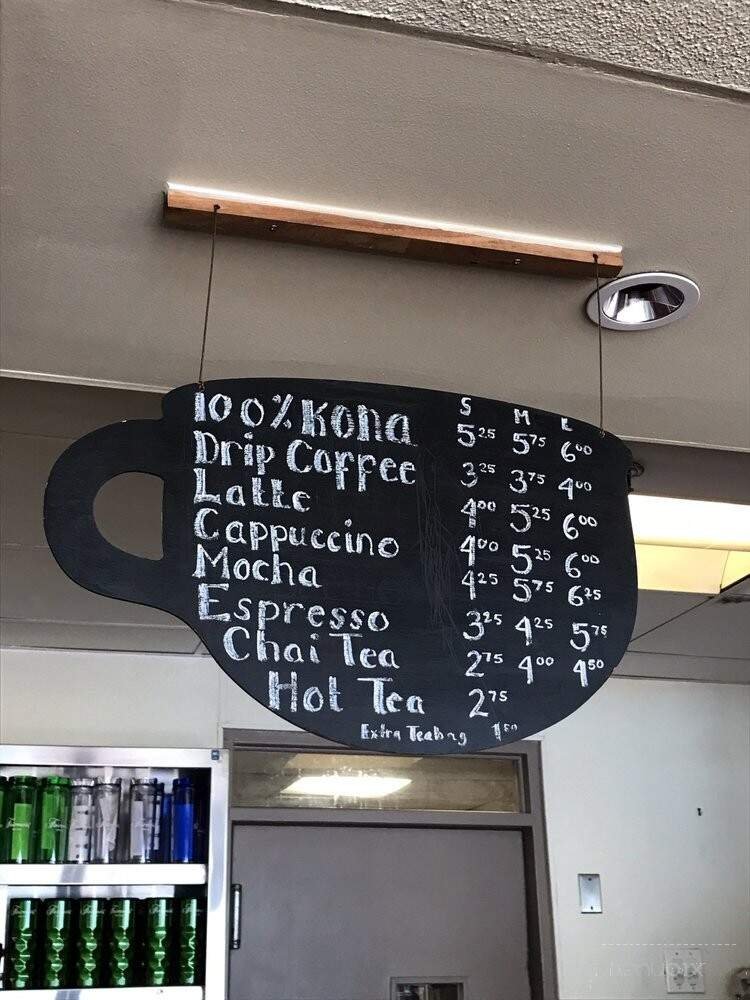 S M L
100% Kona 5²⁵ 5⁷⁵ 6⁰⁰
Drip Coffee 3²⁵ 3⁷⁵ 4⁰⁰
Latte 4⁰⁰ 5²⁵ 6⁰⁰
Cappuccino 4⁰⁰ 5²⁵ 6⁰⁰
Mocha 4²⁵ 5⁷⁵
Espresso 3²⁵ 4²⁵ 5⁷⁵
Chai Tea 2⁷⁵ 4⁰⁰ 4⁵⁰
Hot Tea 2⁷⁵
Extra Teabag 1⁵⁰